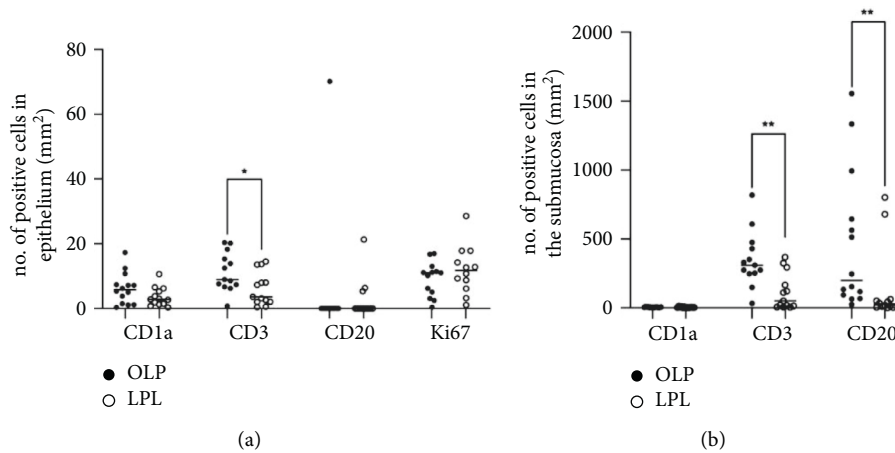 80
60
40
20
0
no. of positive cells in
epithelium (mm²)
*
CD1a
CD3
CD20
Ki67
OLP
LPL
(a)
2000
1500
1000
500
0
no. of positive cells in
the submucosa (mm²)
**
**
CD1a
CD3
CD20
OLP
LPL
(b)